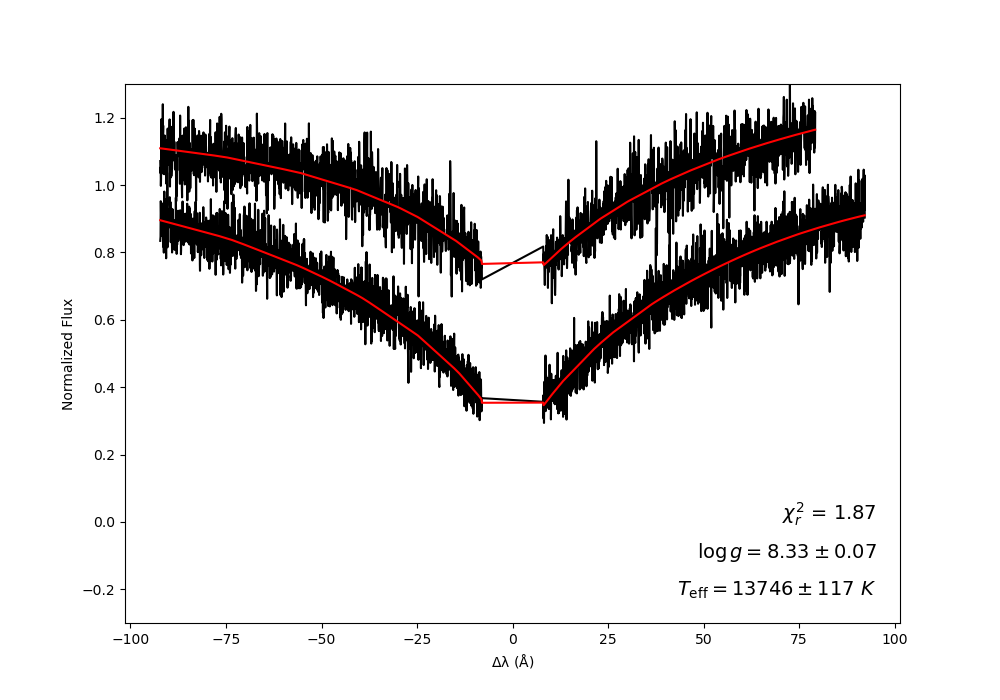 1.2
1.0
0.8
0.6
0.4
0.2
0.0
−0.2
Normalized Flux
χ²ᵣ = 1.87
log g = 8.33 ± 0.07
T_eff = 13746 ± 117 K
−100 −75 −50 −25 0 25 50 75 100
Δλ (Å)